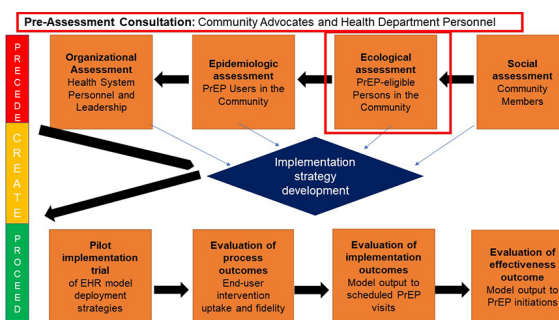 Pre-Assessment Consultation: Community Advocates and Health Department Personnel
PRECEDE
Organizational
Assessment
Health System
Personnel and
Leadership
Epidemiologic
assessment
PrEP Users in the
Community
Ecological
assessment
PrEP-eligible
Persons in the
Community
Social
assessment
Community
Members
CREATE
Implementation
strategy
development
PROCEED
Pilot
implementation
trial
of EHR model
deployment
strategies
Evaluation of
process
outcomes
End-user
intervention
uptake and fidelity
Evaluation of
implementation
outcomes
Model output to
scheduled PrEP
visits
Evaluation of
effectiveness
outcome
Model output to
PrEP initiations